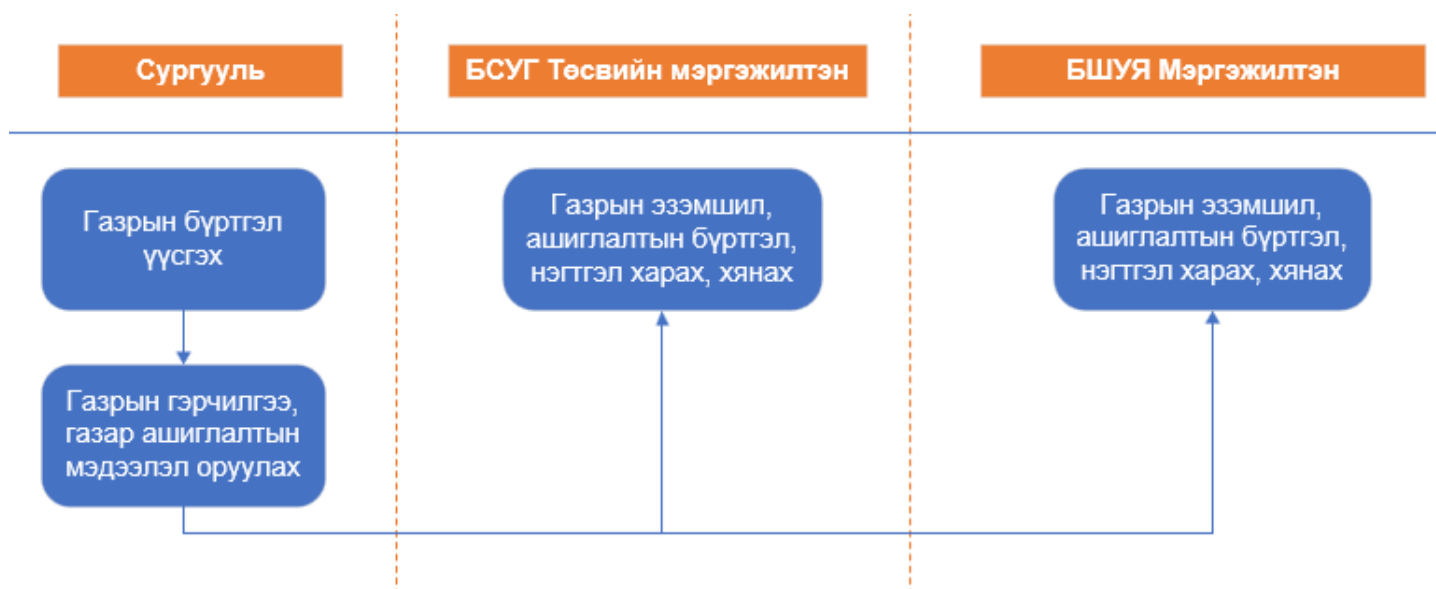 Сургууль
БСУГ Төсвийн мэргэжилтэн
БШУЯ Мэргэжилтэн
Газрын бүртгэл
үүсгэх
Газрын эзэмшил,
ашиглалтын бүртгэл,
нэгтгэл харах, хянах
Газрын эзэмшил,
ашиглалтын бүртгэл,
нэгтгэл харах, хянах
Газрын гэрчилгээ,
газар ашиглалтын
мэдээлэл оруулах